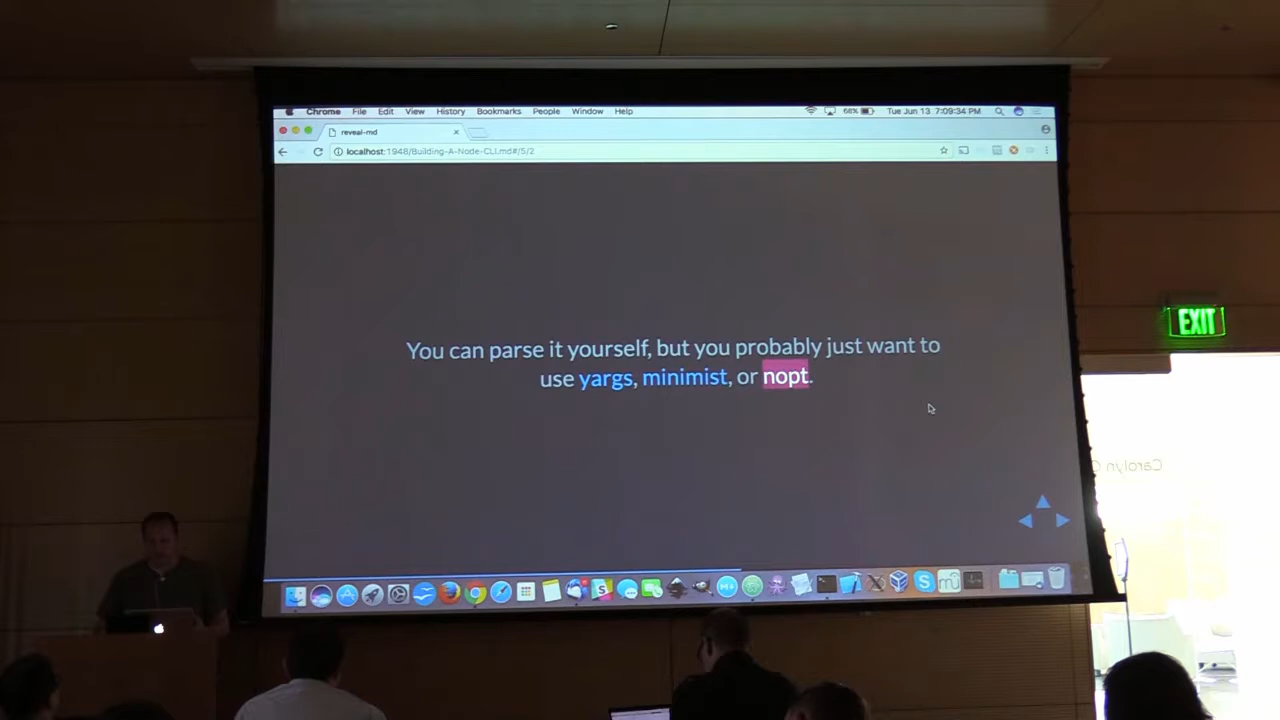 Chrome File Edit View History Bookmarks People Window Help 68% Tue Jun 13 7:09:34 PM
reveal-md
localhost:1948/Building-A-Node-CLI.md#/5/2
You can parse it yourself, but you probably just want to
use yargs, minimist, or nopt.
EXIT
Carolyn